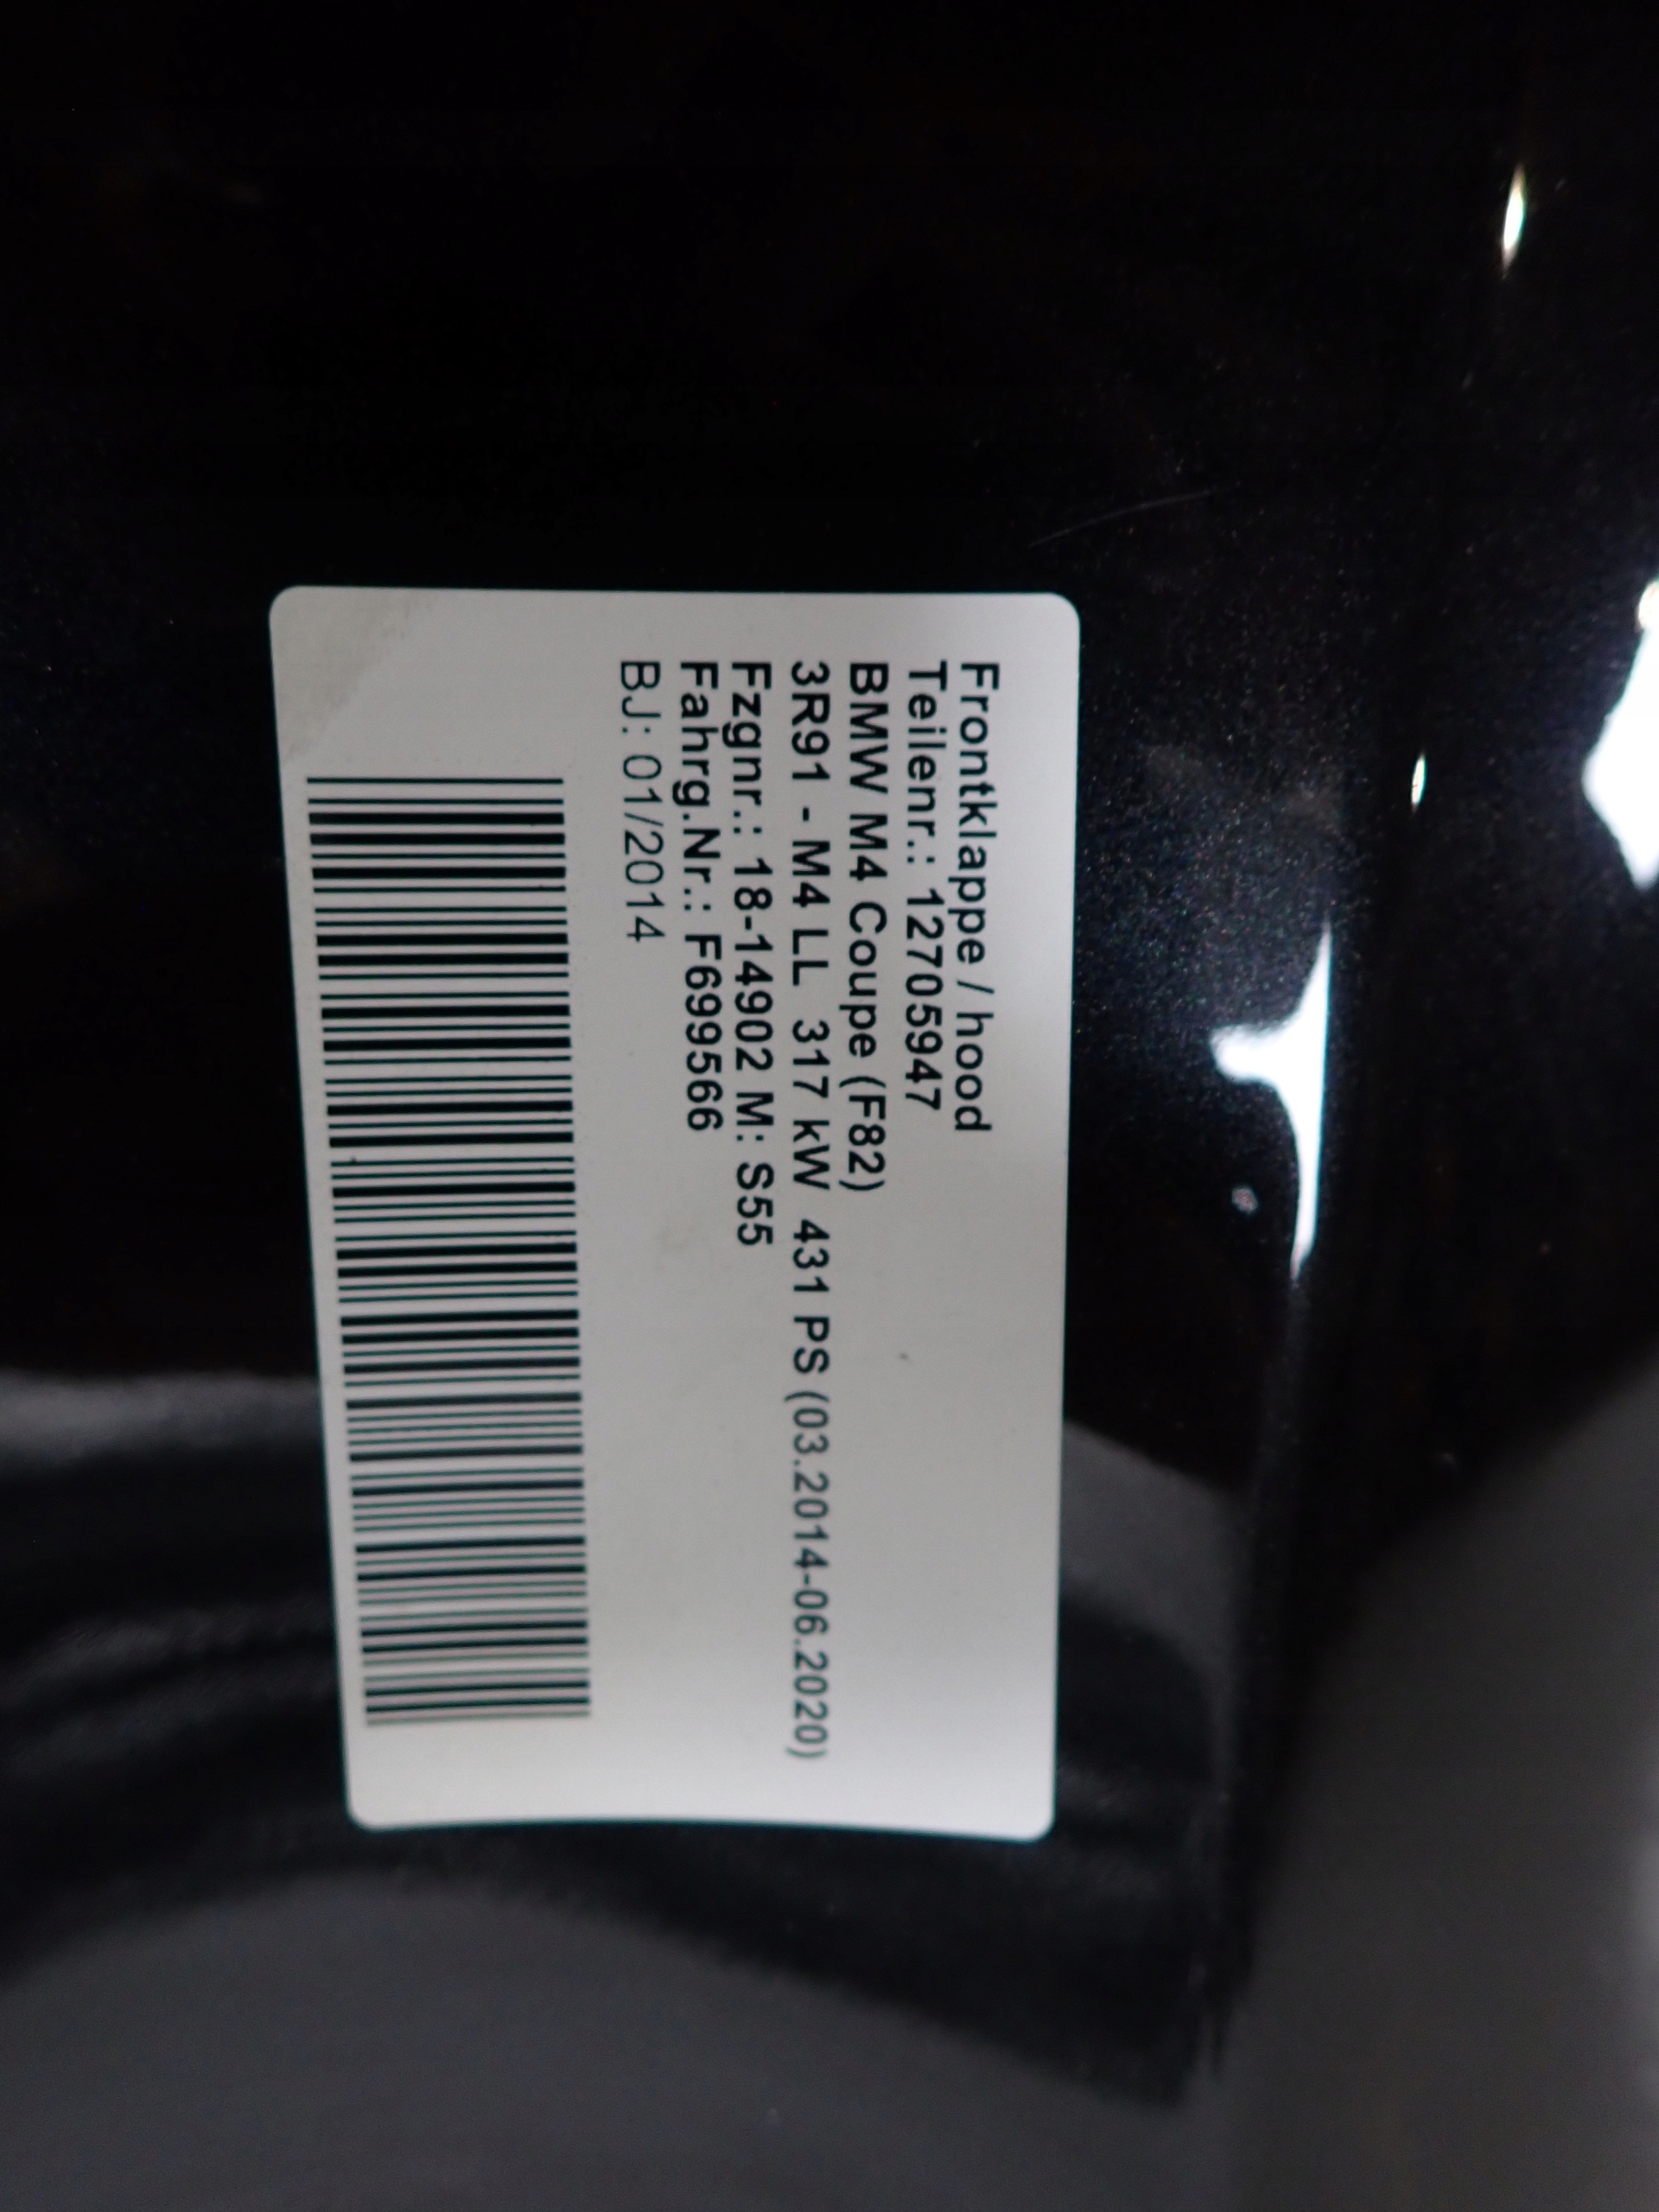 Frontklappe / hood
Teilenr.: 12705947
BMW M4 Coupe (F82)
3R91 - M4 LL 317 kW 431 PS (03.2014-06.2020)
Fzgnr.: 18-14902 M: S55
Fahrg.Nr.: F699566
BJ: 01/2014